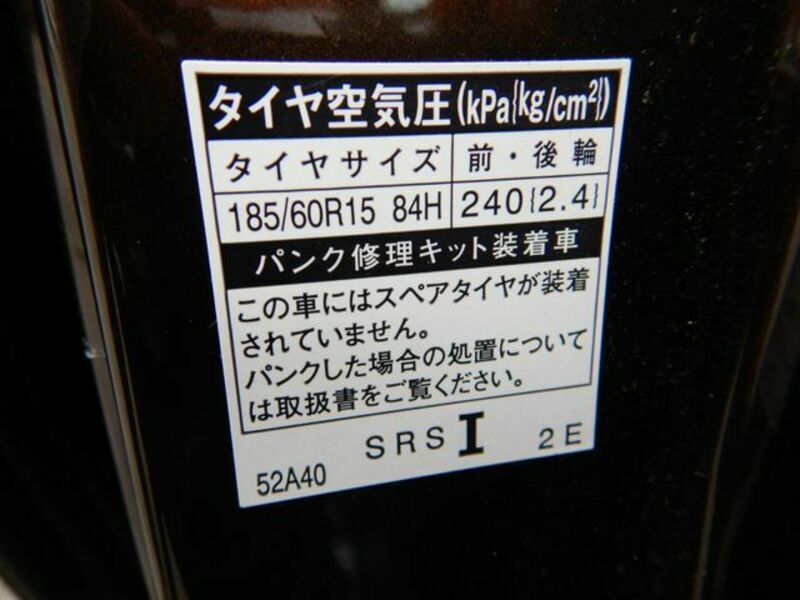 タイヤ空気圧(kPa{kg/cm²})
タイヤサイズ 前・後輪
185/60R15 84H 240{2.4}
パンク修理キット装着車
この車にはスペアタイヤが装着
されていません。
パンクした場合の処置について
は取扱書をご覧ください。
52A40 SRS I 2E